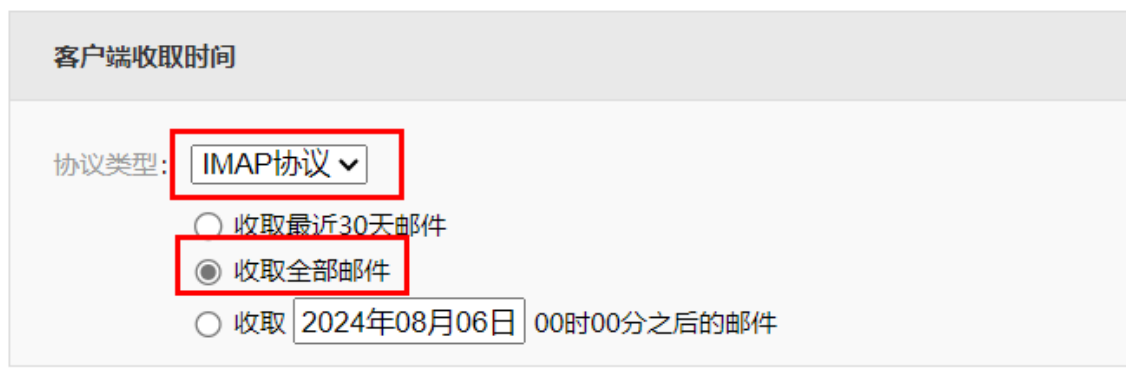 客户端收取时间
协议类型: IMAP协议
收取最近30天邮件
收取全部邮件
收取 2024年08月06日 00时00分之后的邮件